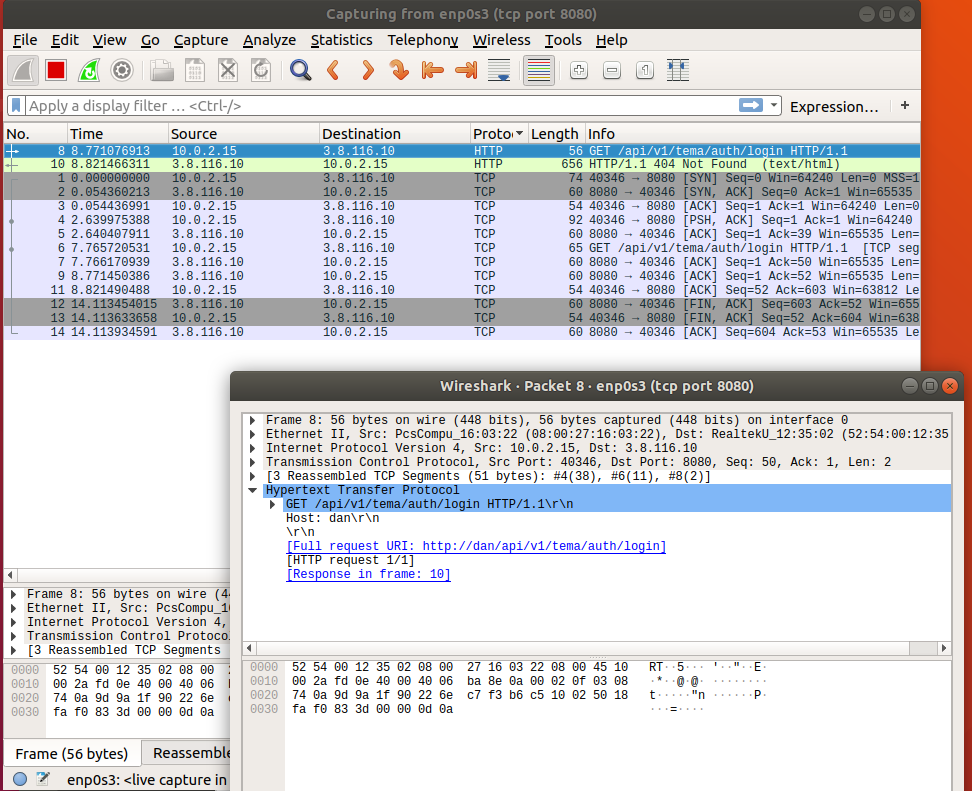 Capturing from enp0s3 (tcp port 8080)
File Edit View Go Capture Analyze Statistics Telephony Wireless Tools Help
Apply a display filter … <Ctrl-/> Expression… +
No. Time Source Destination Proto Length Info
8 8.771076913 10.0.2.15 3.8.116.10 HTTP 56 GET /api/v1/tema/auth/login HTTP/1.1
10 8.821466311 3.8.116.10 10.0.2.15 HTTP 656 HTTP/1.1 404 Not Found (text/html)
1 0.000000000 10.0.2.15 3.8.116.10 TCP 74 40346 → 8080 [SYN] Seq=0 Win=64240 Len=0 MSS=1
2 0.054360213 3.8.116.10 10.0.2.15 TCP 60 8080 → 40346 [SYN, ACK] Seq=0 Ack=1 Win=65535
3 0.054436991 10.0.2.15 3.8.116.10 TCP 54 40346 → 8080 [ACK] Seq=1 Ack=1 Win=64240 Len=0
4 2.639975388 10.0.2.15 3.8.116.10 TCP 92 40346 → 8080 [PSH, ACK] Seq=1 Ack=1 Win=64240
5 2.640407911 3.8.116.10 10.0.2.15 TCP 60 8080 → 40346 [ACK] Seq=1 Ack=39 Win=65535 Len=
6 7.765720531 10.0.2.15 3.8.116.10 TCP 65 GET /api/v1/tema/auth/login HTTP/1.1 [TCP seg
7 7.766170939 3.8.116.10 10.0.2.15 TCP 60 8080 → 40346 [ACK] Seq=1 Ack=50 Win=65535 Len=
9 8.771450386 3.8.116.10 10.0.2.15 TCP 60 8080 → 40346 [ACK] Seq=1 Ack=52 Win=65535 Len=
11 8.821490488 10.0.2.15 3.8.116.10 TCP 54 40346 → 8080 [ACK] Seq=52 Ack=603 Win=63812 Le
12 14.113454015 3.8.116.10 10.0.2.15 TCP 60 8080 → 40346 [FIN, ACK] Seq=603 Ack=52 Win=655
13 14.113633658 10.0.2.15 3.8.116.10 TCP 54 40346 → 8080 [FIN, ACK] Seq=52 Ack=604 Win=638
14 14.113934591 3.8.116.10 10.0.2.15 TCP 60 8080 → 40346 [ACK] Seq=604 Ack=53 Win=65535 Le
Wireshark · Packet 8 · enp0s3 (tcp port 8080)
Frame 8: 56 bytes on wire (448 bits), 56 bytes captured (448 bits) on interface 0
Ethernet II, Src: PcsCompu_16:03:22 (08:00:27:16:03:22), Dst: RealtekU_12:35:02 (52:54:00:12:35
Internet Protocol Version 4, Src: 10.0.2.15, Dst: 3.8.116.10
Transmission Control Protocol, Src Port: 40346, Dst Port: 8080, Seq: 50, Ack: 1, Len: 2
[3 Reassembled TCP Segments (51 bytes): #4(38), #6(11), #8(2)]
Hypertext Transfer Protocol
GET /api/v1/tema/auth/login HTTP/1.1\r\n
Host: dan\r\n
\r\n
[Full request URI: http://dan/api/v1/tema/auth/login]
[HTTP request 1/1]
[Response in frame: 10]
0000 52 54 00 12 35 02 08 00 27 16 03 22 08 00 45 10 RT··5··· '··"··E·
0010 00 2a fd 0e 40 00 40 06 ba 8e 0a 00 02 0f 03 08 ·*··@·@· ········
0020 74 0a 9d 9a 1f 90 22 6e c7 f3 b6 c5 10 02 50 18 t·····"n ······P·
0030 fa f0 83 3d 00 00 0d 0a ···=····
Frame 8: 56 bytes on wire (4
Ethernet II, Src: PcsCompu_1
Internet Protocol Version 4,
Transmission Control Protoco
[3 Reassembled TCP Segments
0000 52 54 00 12 35 02 08 00
0010 00 2a fd 0e 40 00 40 06
0020 74 0a 9d 9a 1f 90 22 6e
0030 fa f0 83 3d 00 00 0d 0a
Frame (56 bytes) Reassemble
enp0s3: <live capture in